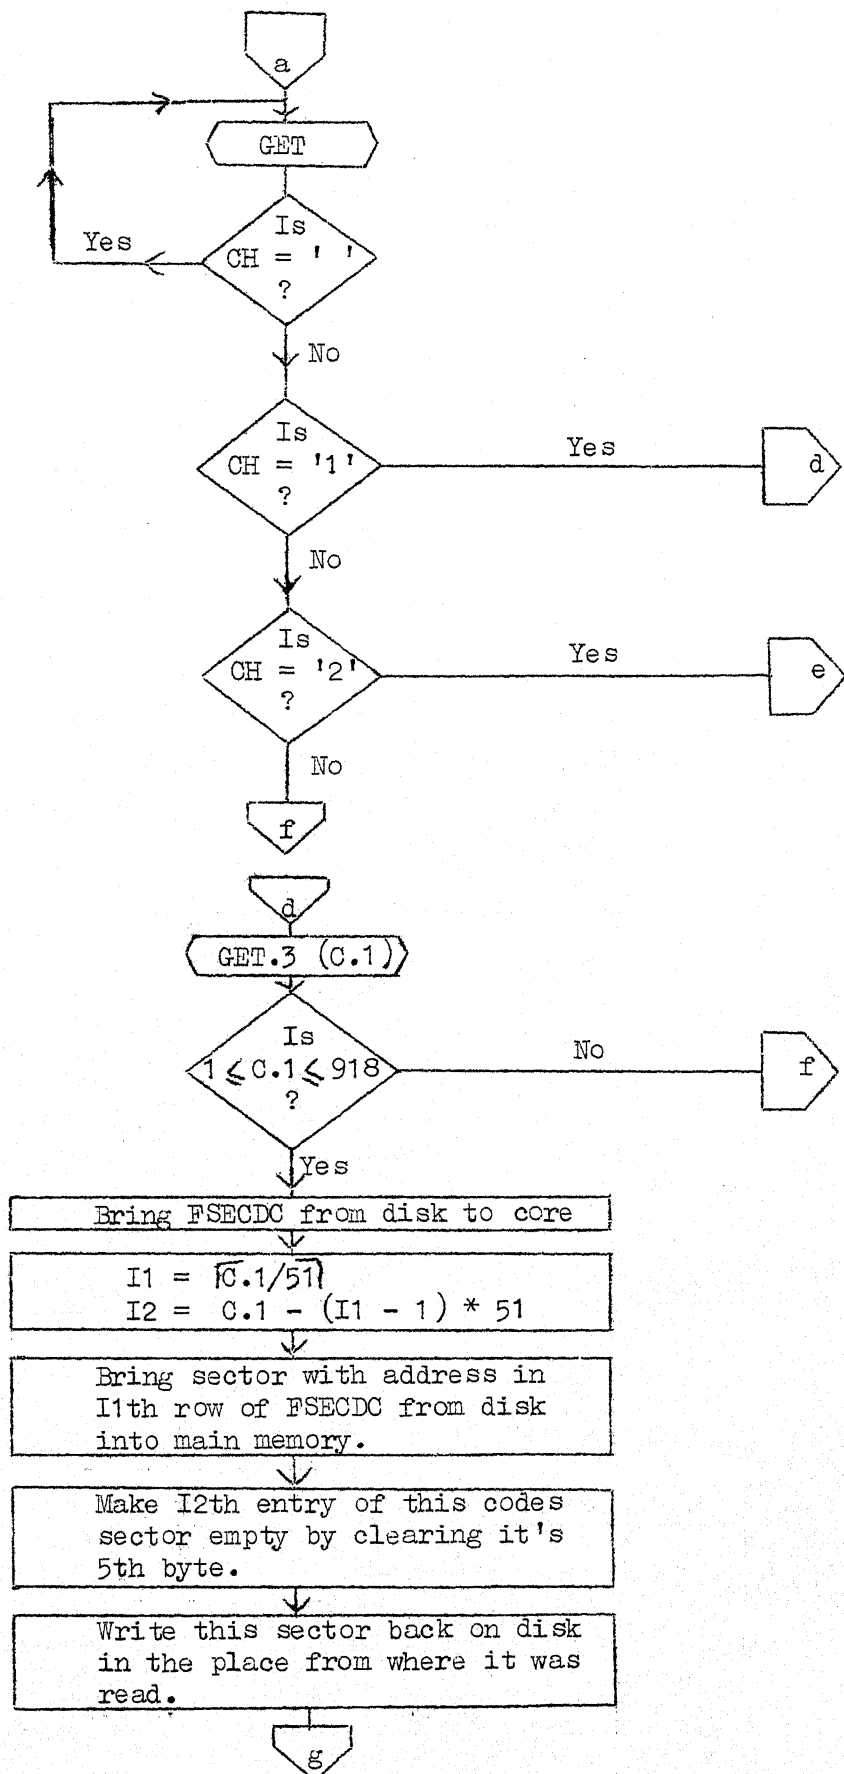 a
GET
Is
CH = ' '
?
Yes
No
Is
CH = '1'
?
Yes
d
No
Is
CH = '2'
?
Yes
e
No
f
d
GET.3 (C.1)
Is
1 ≤ C.1 ≤ 918
?
No
f
Yes
Bring FSECDC from disk to core
I1 = ⌈C.1/51⌉
I2 = C.1 - (I1 - 1) * 51
Bring sector with address in
I1th row of FSECDC from disk
into main memory.
Make I2th entry of this codes
sector empty by clearing it's
5th byte.
Write this sector back on disk
in the place from where it was
read.
g